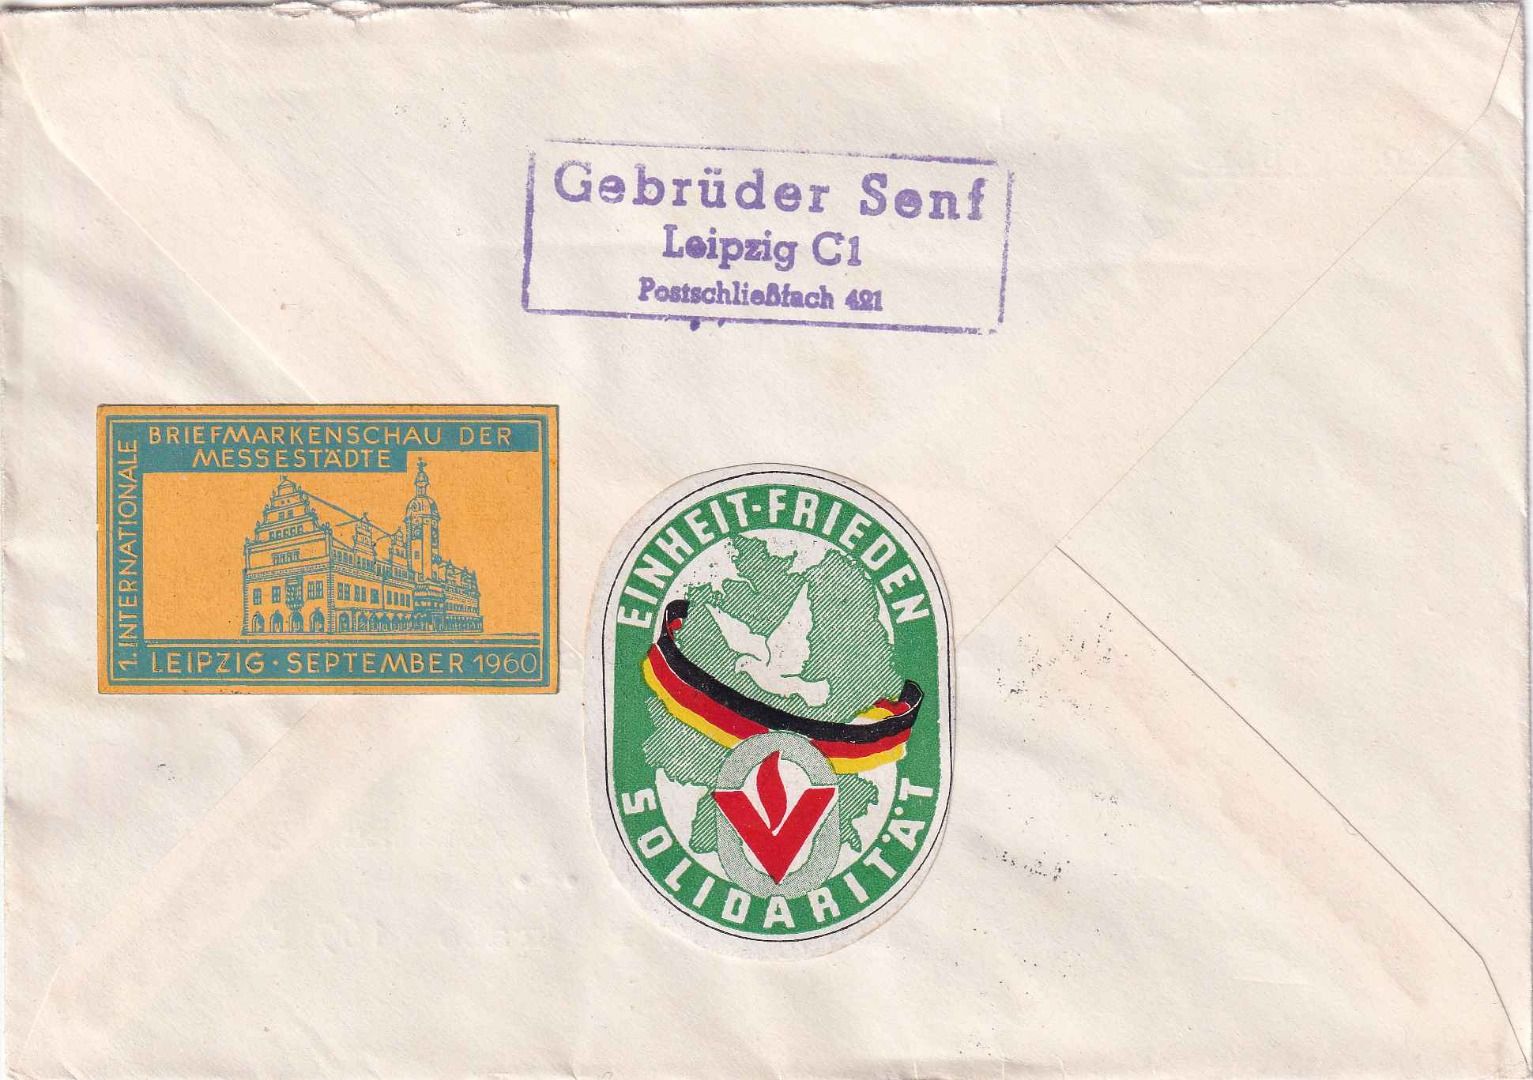 Gebrüder Senf
Leipzig C1
Postschließfach 421
1. INTERNATIONALE
BRIEFMARKENSCHAU DER
MESSESTÄDTE
LEIPZIG · SEPTEMBER 1960
EINHEIT-FRIEDEN
SOLIDARITÄT